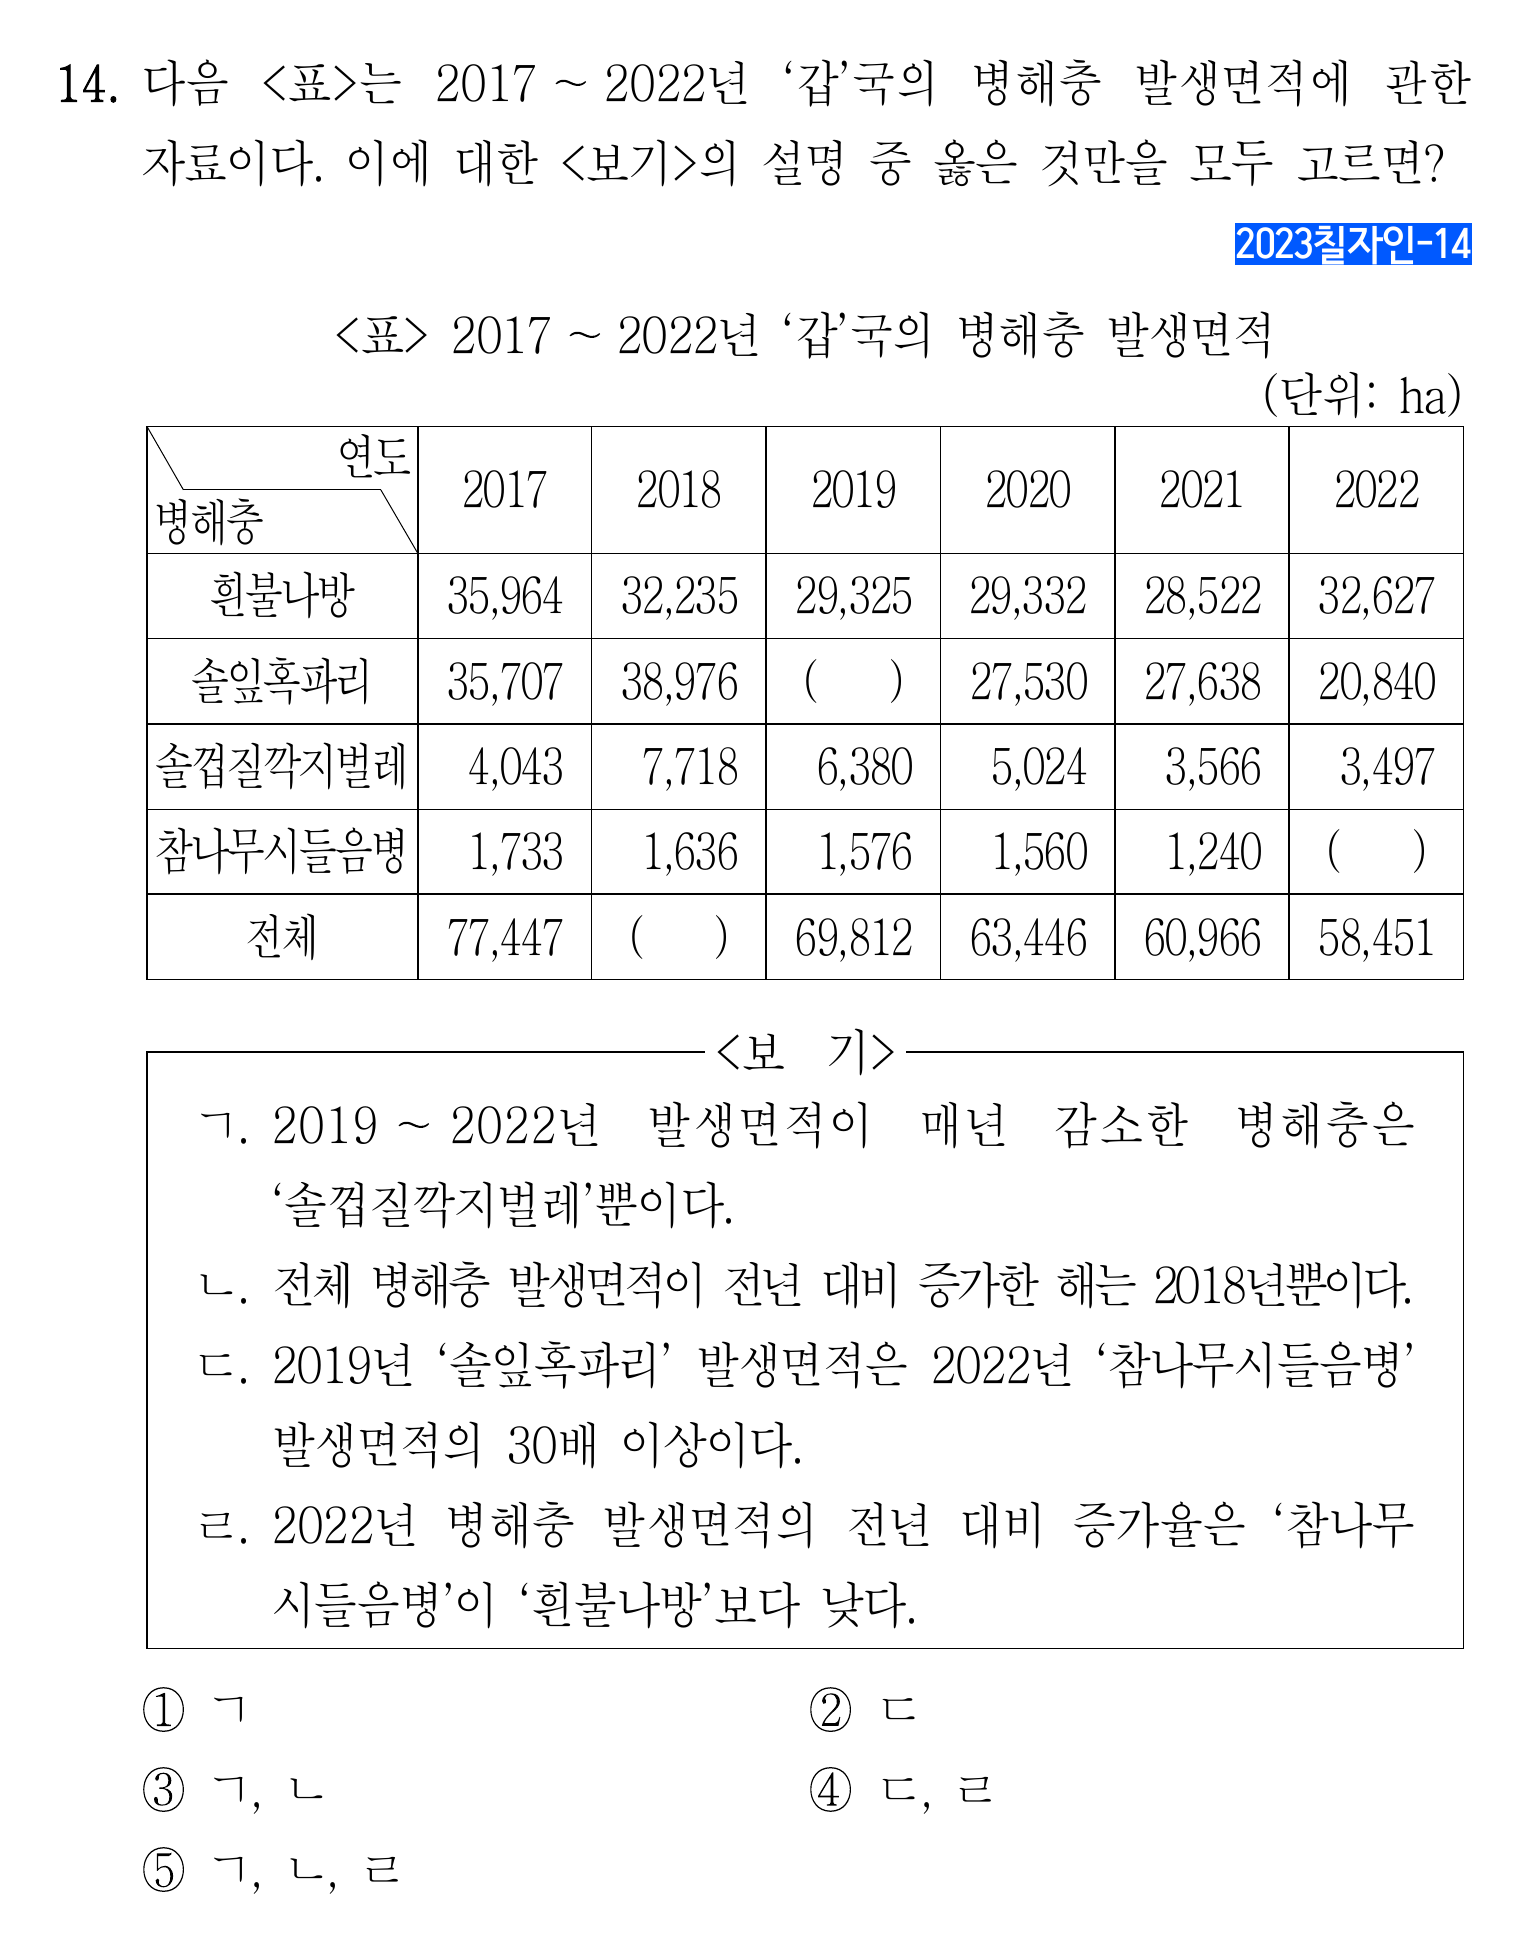 14. 다음 <표>는 2017 ~ 2022년 ‘갑’국의 병해충 발생면적에 관한
자료이다. 이에 대한 <보기>의 설명 중 옳은 것만을 모두 고르면?
2023칠자인-14
<표> 2017 ~ 2022년 ‘갑’국의 병해충 발생면적
(단위: ha)
연도 병해충 2017 2018 2019 2020 2021 2022
흰불나방 35,964 32,235 29,325 29,332 28,522 32,627
솔잎혹파리 35,707 38,976 ( ) 27,530 27,638 20,840
솔껍질깍지벌레 4,043 7,718 6,380 5,024 3,566 3,497
참나무시들음병 1,733 1,636 1,576 1,560 1,240 ( )
전체 77,447 ( ) 69,812 63,446 60,966 58,451
<보 기>
ㄱ. 2019 ~ 2022년 발생면적이 매년 감소한 병해충은
‘솔껍질깍지벌레’뿐이다.
ㄴ. 전체 병해충 발생면적이 전년 대비 증가한 해는 2018년뿐이다.
ㄷ. 2019년 ‘솔잎혹파리’ 발생면적은 2022년 ‘참나무시들음병’
발생면적의 30배 이상이다.
ㄹ. 2022년 병해충 발생면적의 전년 대비 증가율은 ‘참나무
시들음병’이 ‘흰불나방’보다 낮다.
① ㄱ ② ㄷ
③ ㄱ, ㄴ ④ ㄷ, ㄹ
⑤ ㄱ, ㄴ, ㄹ